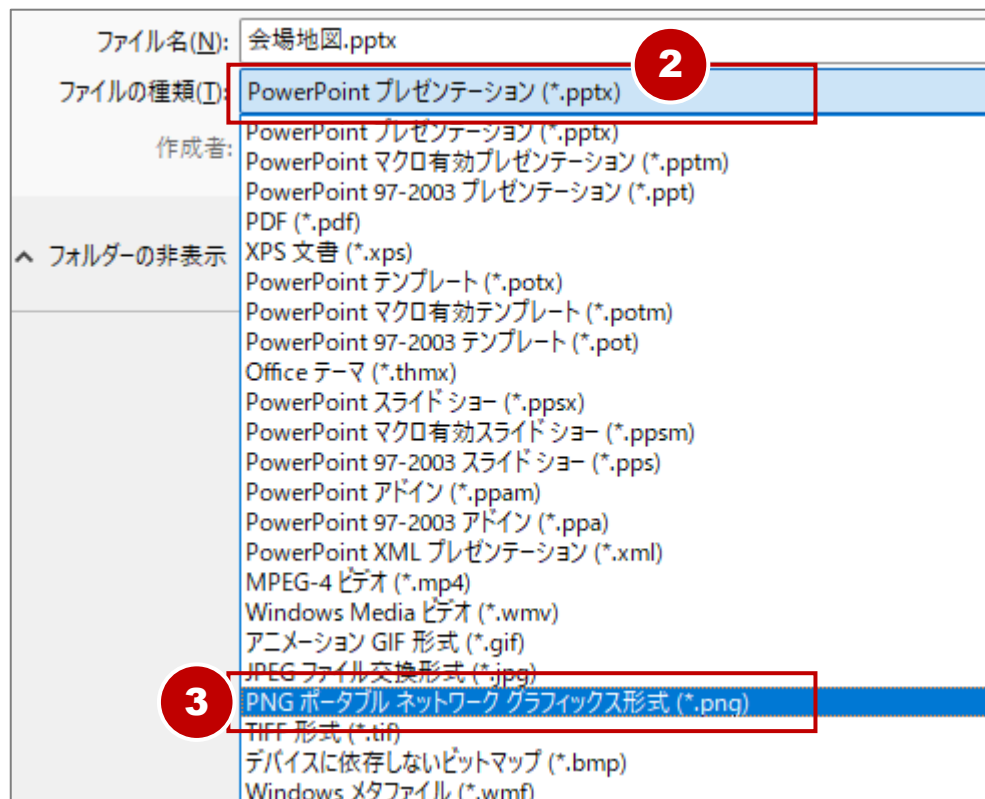 ファイル名(N): 会場地図.pptx
2
ファイルの種類(T): PowerPoint プレゼンテーション (*.pptx)
作成者:
PowerPoint プレゼンテーション (*.pptx)
PowerPoint マクロ有効プレゼンテーション (*.pptm)
PowerPoint 97-2003 プレゼンテーション (*.ppt)
PDF (*.pdf)
フォルダーの非表示 XPS 文書 (*.xps)
PowerPoint テンプレート (*.potx)
PowerPoint マクロ有効テンプレート (*.potm)
PowerPoint 97-2003 テンプレート (*.pot)
Office テーマ (*.thmx)
PowerPoint スライド ショー (*.ppsx)
PowerPoint マクロ有効スライド ショー (*.ppsm)
PowerPoint 97-2003 スライド ショー (*.pps)
PowerPoint アドイン (*.ppam)
PowerPoint 97-2003 アドイン (*.ppa)
PowerPoint XML プレゼンテーション (*.xml)
MPEG-4 ビデオ (*.mp4)
Windows Media ビデオ (*.wmv)
アニメーション GIF 形式 (*.gif)
JPEG ファイル交換形式 (*.jpg)
3 PNG ポータブル ネットワーク グラフィックス形式 (*.png)
TIFF 形式 (*.tif)
デバイスに依存しないビットマップ (*.bmp)
Windows メタファイル (*.wmf)